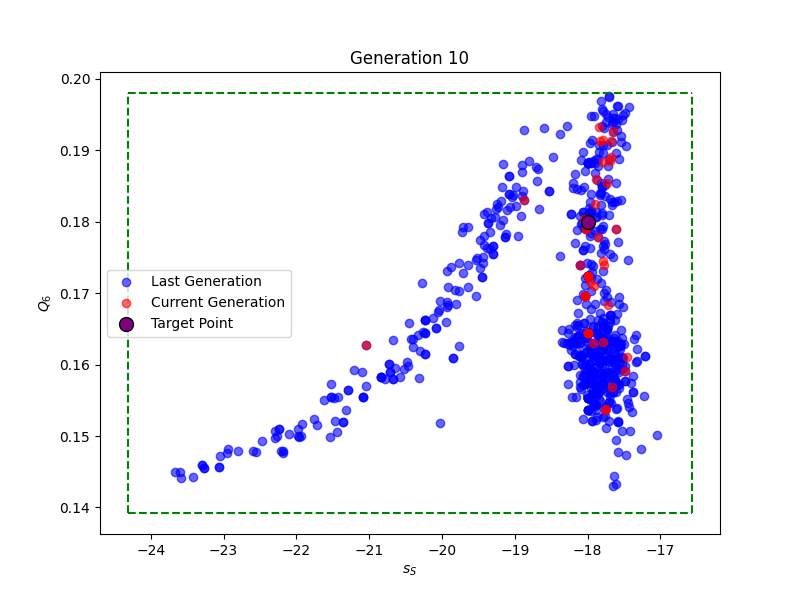 Generation 10
0.20
0.19
0.18
0.17
0.16
0.15
0.14
Q6
Last Generation
Current Generation
Target Point
−24 −23 −22 −21 −20 −19 −18 −17
sS